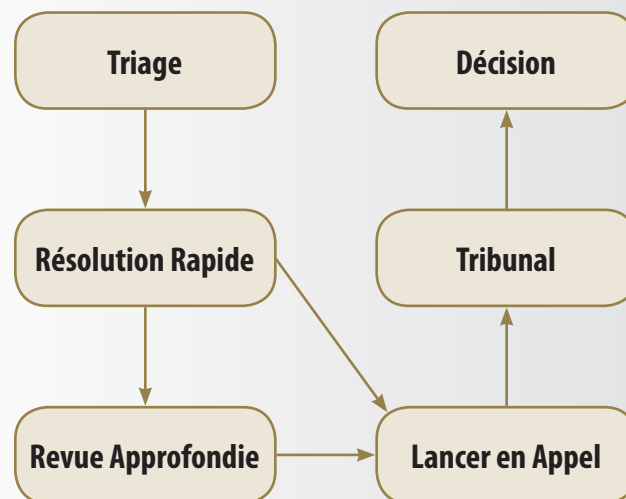 Triage
Décision
Résolution Rapide
Tribunal
Revue Approfondie
Lancer en Appel